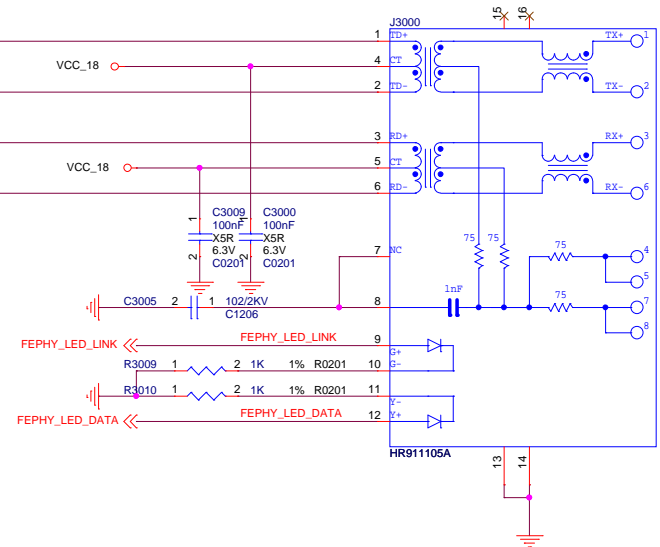 15
16
J3000
1
TD+
TX+
1
VCC_18
4
CT
2
TD-
TX-
2
3
RD+
RX+
3
VCC_18
5
CT
6
RD-
RX-
6
C3009
100nF
X5R
6.3V
C0201
1
2
C3000
100nF
X5R
6.3V
C0201
1
2
75
75
75
4
5
7
NC
1nF
75
7
8
C3005
2
1
102/2KV
C1206
8
FEPHY_LED_LINK
FEPHY_LED_LINK
9
G+
R3009
1
2
1K
1%
R0201
10
G-
R3010
1
2
1K
1%
R0201
11
Y-
FEPHY_LED_DATA
FEPHY_LED_DATA
12
Y+
HR911105A
13
14